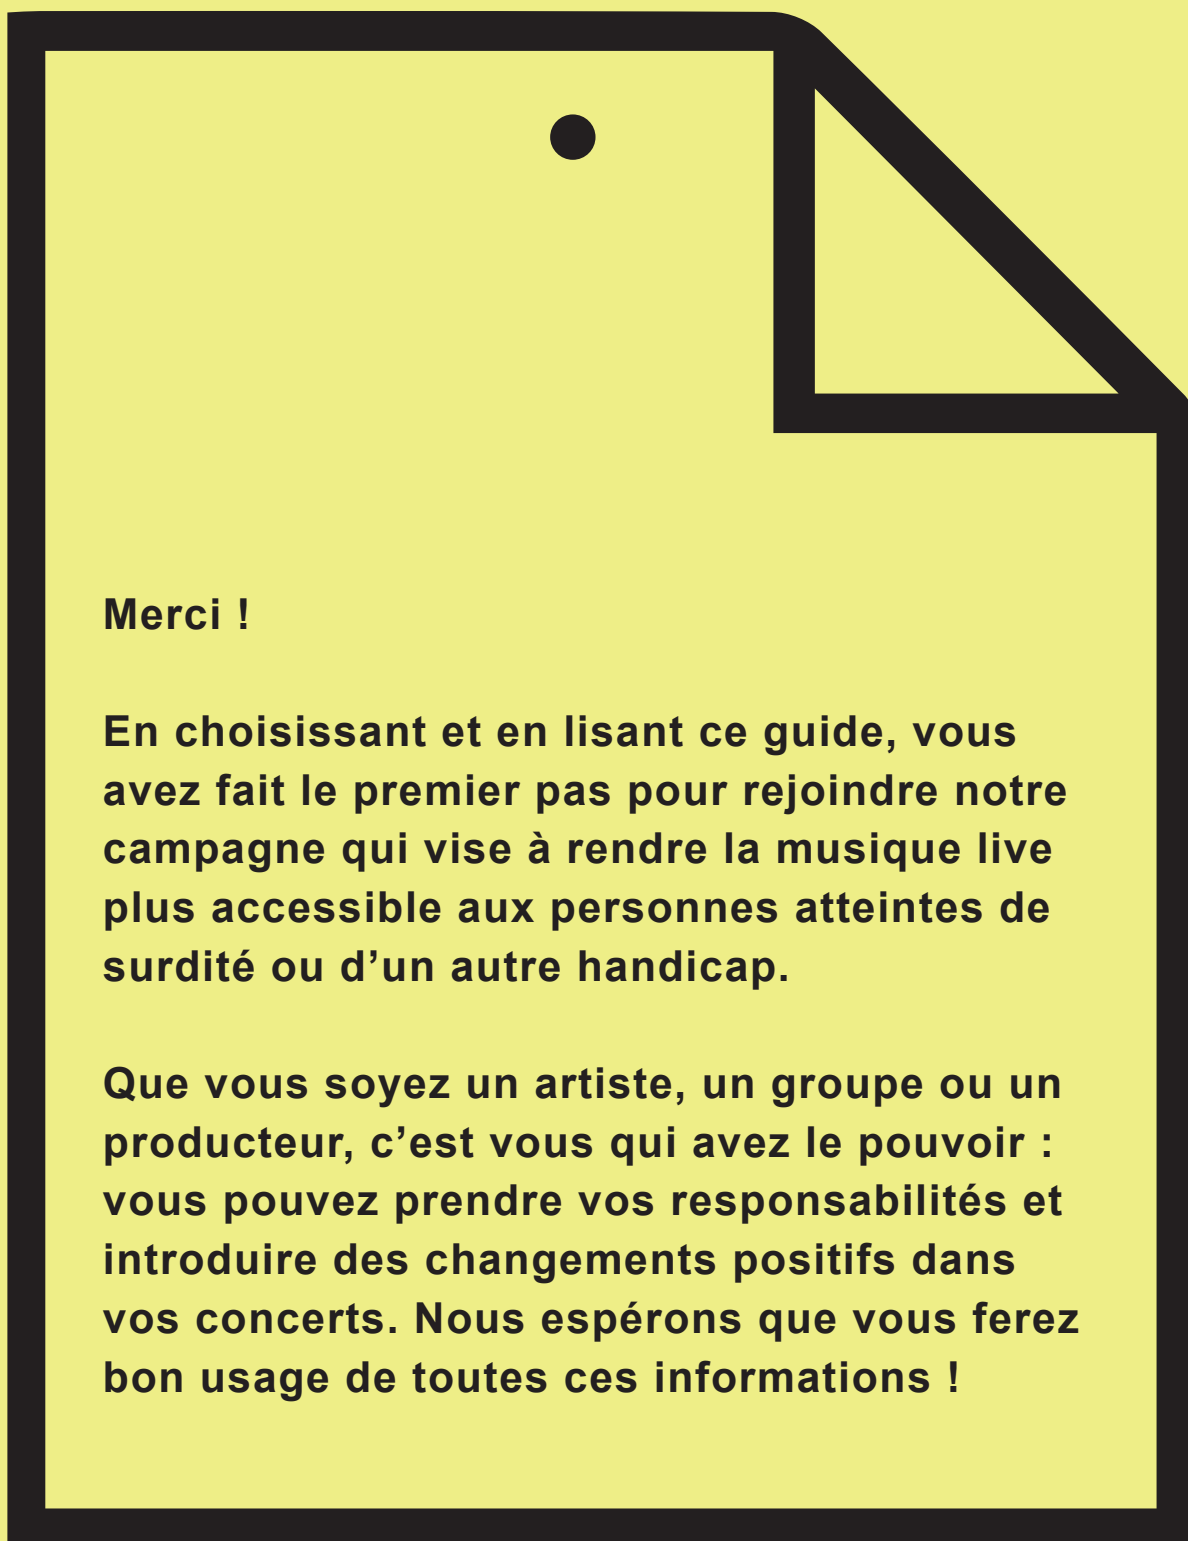 Merci !
En choisissant et en lisant ce guide, vous
avez fait le premier pas pour rejoindre notre
campagne qui vise à rendre la musique live
plus accessible aux personnes atteintes de
surdité ou d’un autre handicap.
Que vous soyez un artiste, un groupe ou un
producteur, c’est vous qui avez le pouvoir :
vous pouvez prendre vos responsabilités et
introduire des changements positifs dans
vos concerts. Nous espérons que vous ferez
bon usage de toutes ces informations !